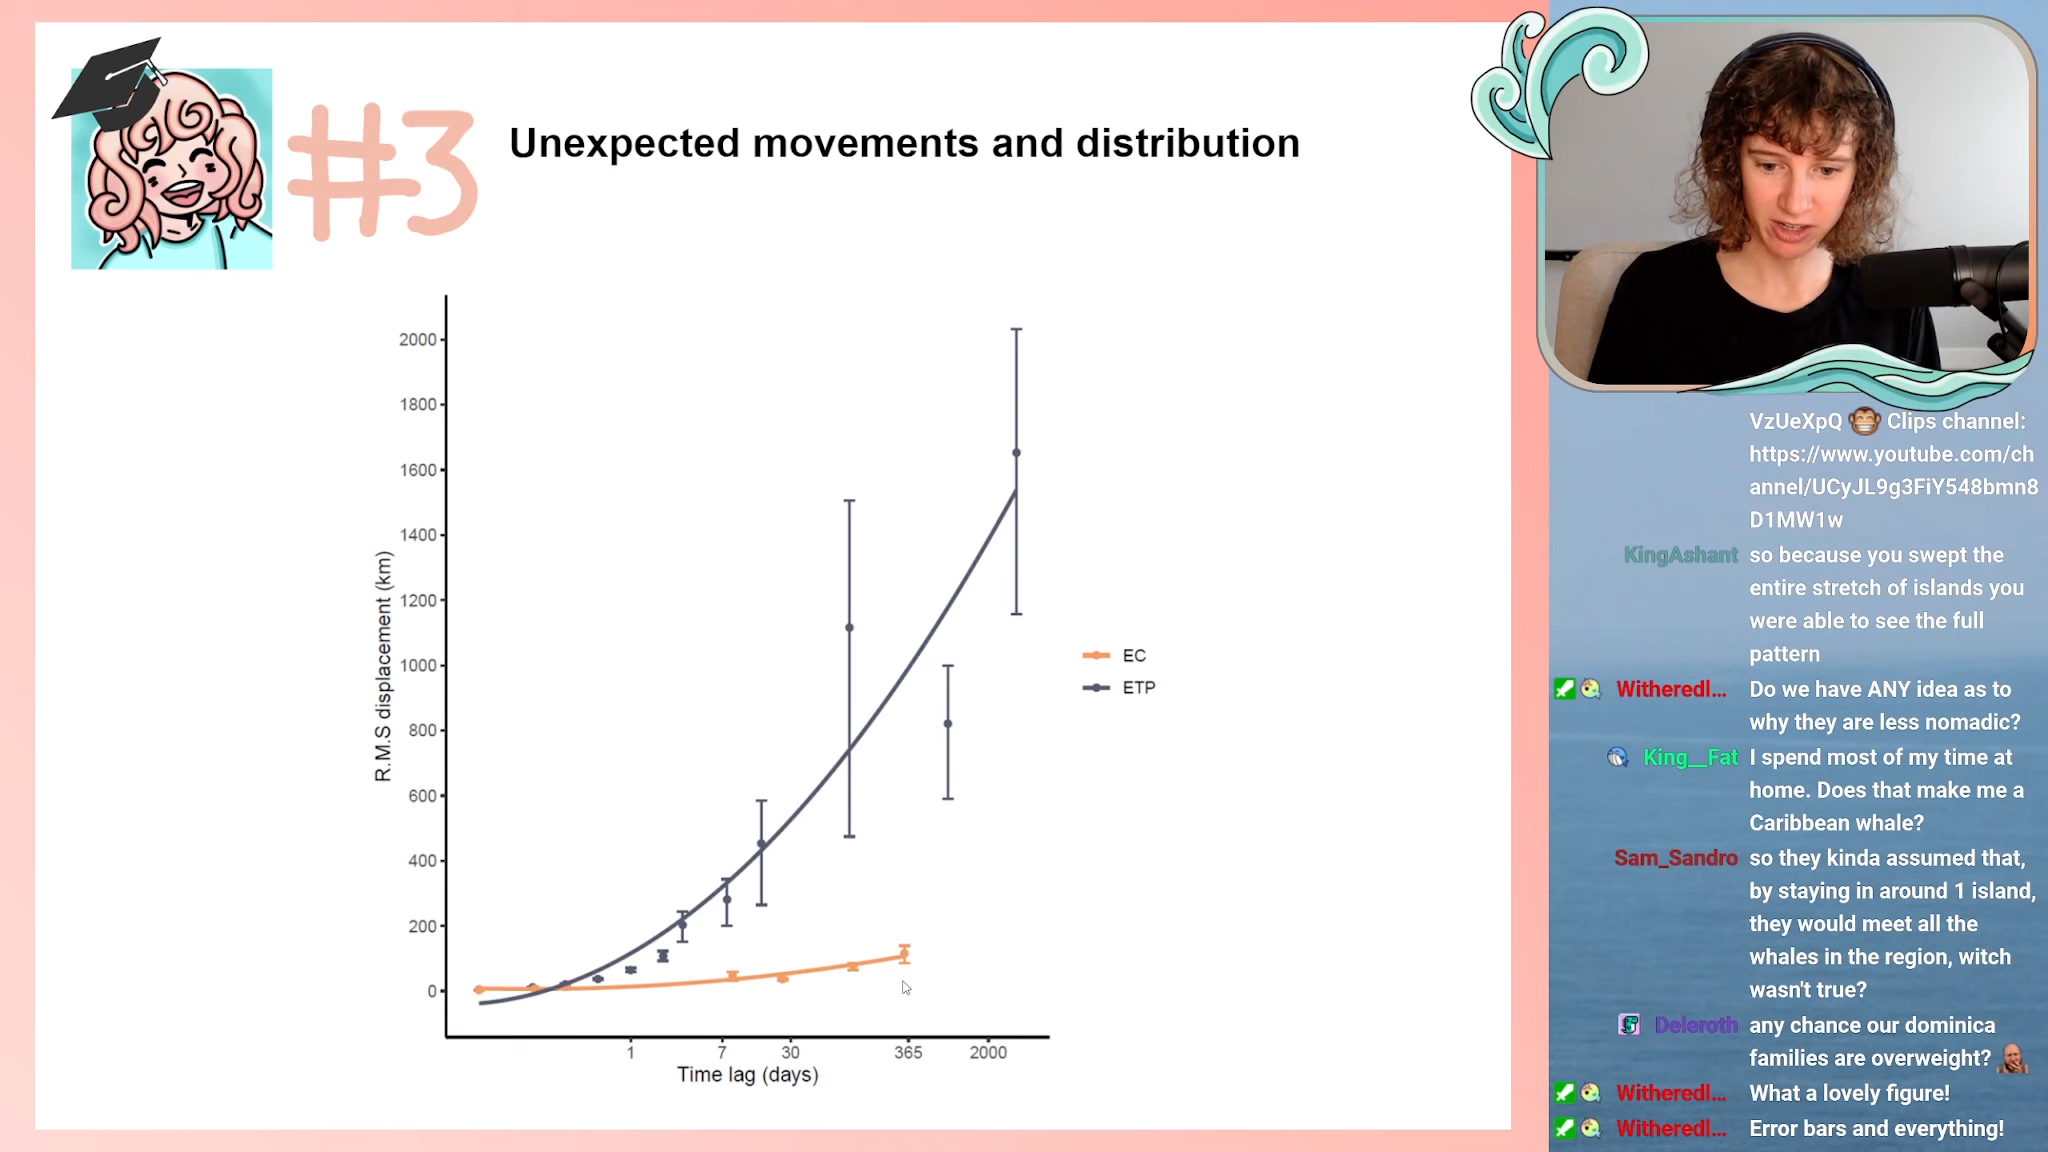 #3
Unexpected movements and distribution
R.M.S displacement (km)
2000
1800
1600
1400
1200
1000
800
600
400
200
0
1
7
30
365
2000
Time lag (days)
EC
ETP
VzUeXpQ Clips channel:
https://www.youtube.com/ch
annel/UCyJL9g3FiY548bmn8
D1MW1w
KingAshant so because you swept the
entire stretch of islands you
were able to see the full
pattern
Witheredl... Do we have ANY idea as to
why they are less nomadic?
King__Fat I spend most of my time at
home. Does that make me a
Caribbean whale?
Sam_Sandro so they kinda assumed that,
by staying in around 1 island,
they would meet all the
whales in the region, witch
wasn't true?
Deleroth any chance our dominica
families are overweight?
Witheredl... What a lovely figure!
Witheredl... Error bars and everything!